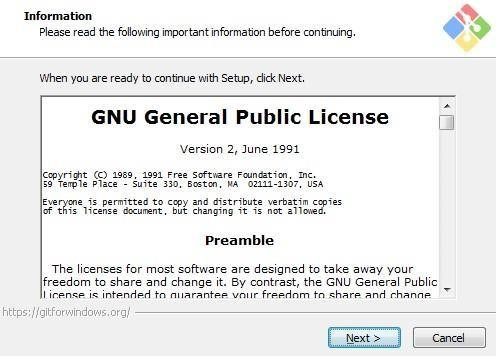 Information
Please read the following important information before continuing.
When you are ready to continue with Setup, click Next.
GNU General Public License
Version 2, June 1991
Copyright (C) 1989, 1991 Free Software Foundation, Inc.
59 Temple Place - Suite 330, Boston, MA  02111-1307, USA
Everyone is permitted to copy and distribute verbatim copies
of this license document, but changing it is not allowed.
Preamble
The licenses for most software are designed to take away your
freedom to share and change it. By contrast, the GNU General Public
License is intended to guarantee your freedom to share and change
https://gitforwindows.org/
Next >
Cancel